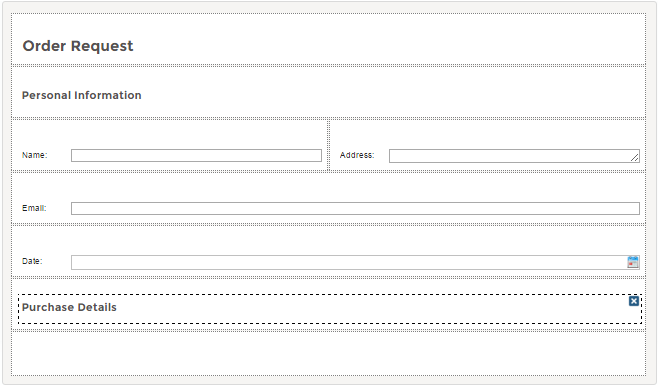 Order Request
Personal Information
Name:
Address:
Email:
Date:
Purchase Details